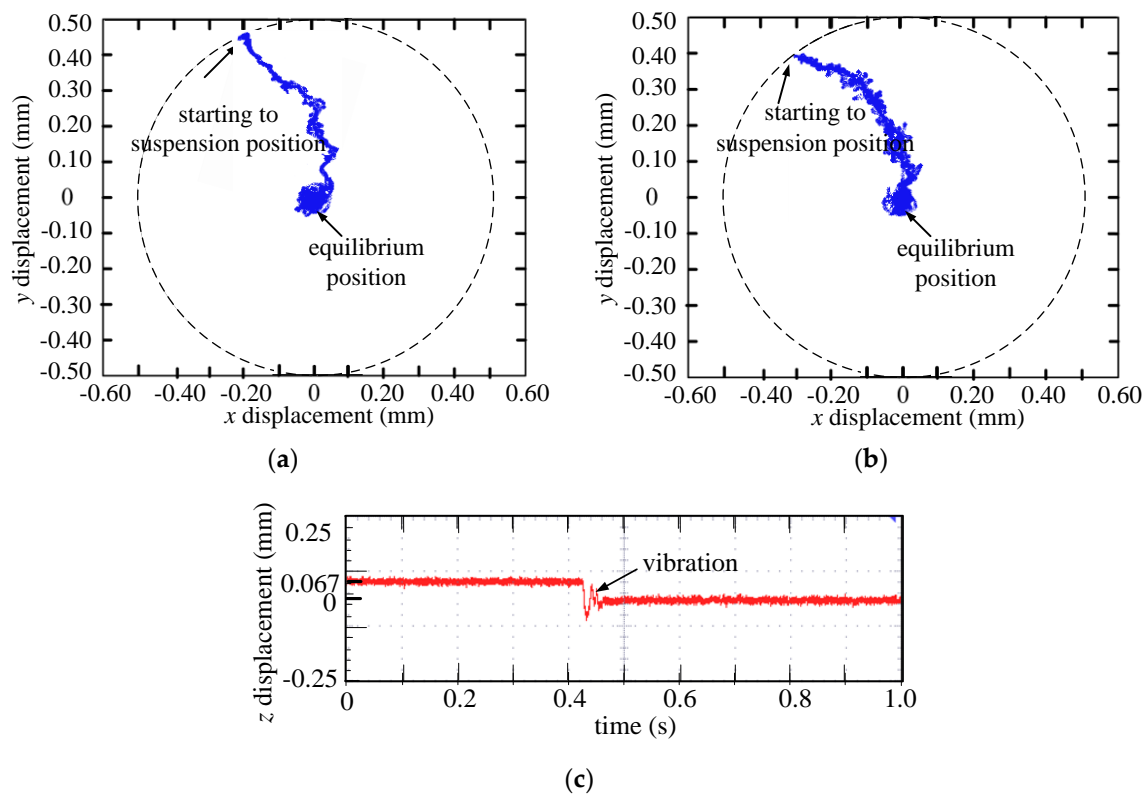 0.50
0.40
0.30
0.20
0.10
0
-0.10
-0.20
-0.30
-0.40
-0.50
y displacement (mm)
starting to
suspension position
equilibrium
position
-0.60
-0.40
-0.20
0
0.20
0.40
0.60
x displacement (mm)
(a)
0.50
0.40
0.30
0.20
0.10
0
-0.10
-0.20
-0.30
-0.40
-0.50
y displacement (mm)
starting to
suspension position
equilibrium
position
-0.60
-0.40
-0.20
0
0.20
0.40
0.60
x displacement (mm)
(b)
z displacement (mm)
0.25
0.067
0
-0.25
vibration
0
0.2
0.4
0.6
0.8
1.0
time (s)
(c)